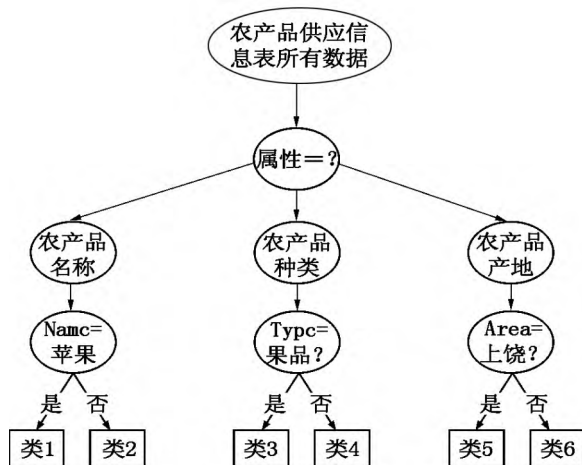 农产品供应信
息表所有数据
属性=?
农产品
名称
农产品
种类
农产品
产地
Namc=
苹果
Typc=
果品?
Area=
上饶?
是 否 是 否 是 否
类1 类2 类3 类4 类5 类6